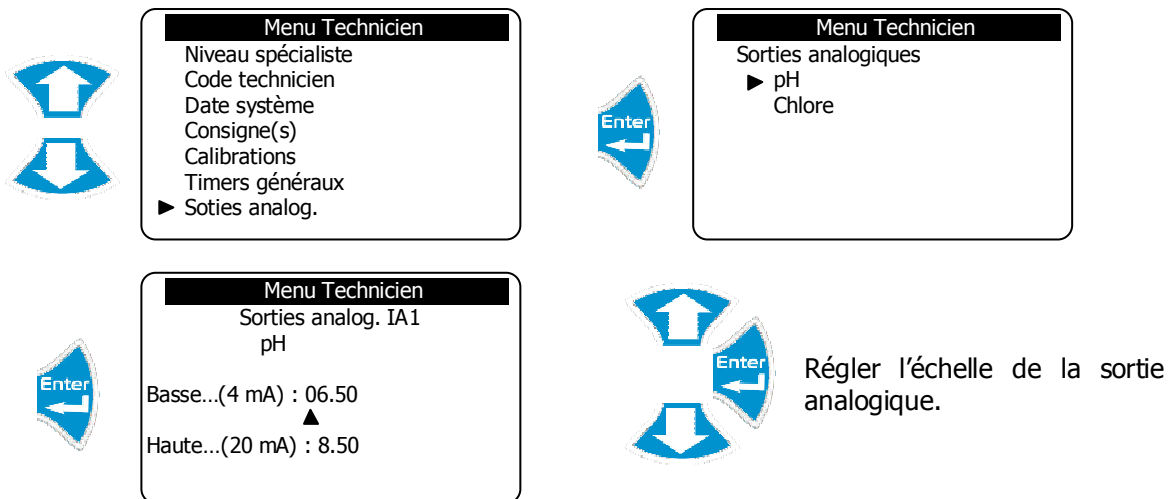 Menu Technicien
Niveau spécialiste
Code technicien
Date système
Consigne(s)
Calibrations
Timers généraux
Soties analog.
Enter
Menu Technicien
Sorties analogiques
pH
Chlore
Enter
Menu Technicien
Sorties analog. IA1
pH
Basse…(4 mA) : 06.50
Haute…(20 mA) : 8.50
Enter
Régler l’échelle de la sortie
analogique.